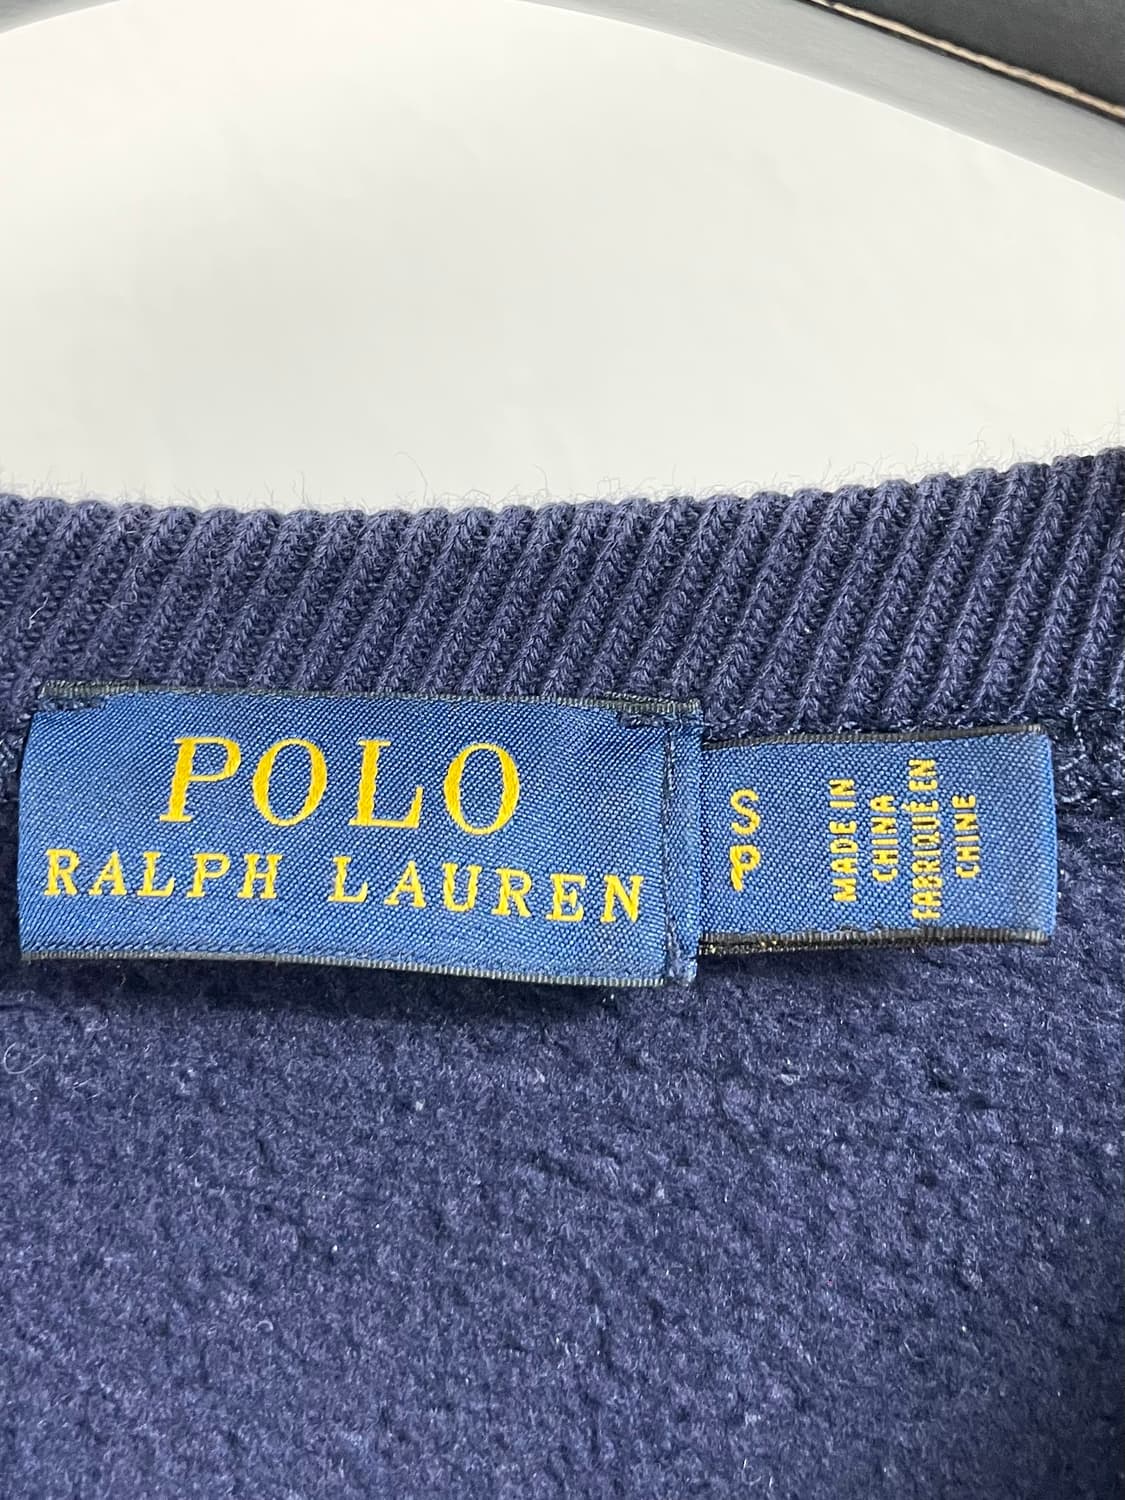 POLO
RALPH LAUREN
S
P
MADE IN
CHINA
FABRIQUÉ EN
CHINE